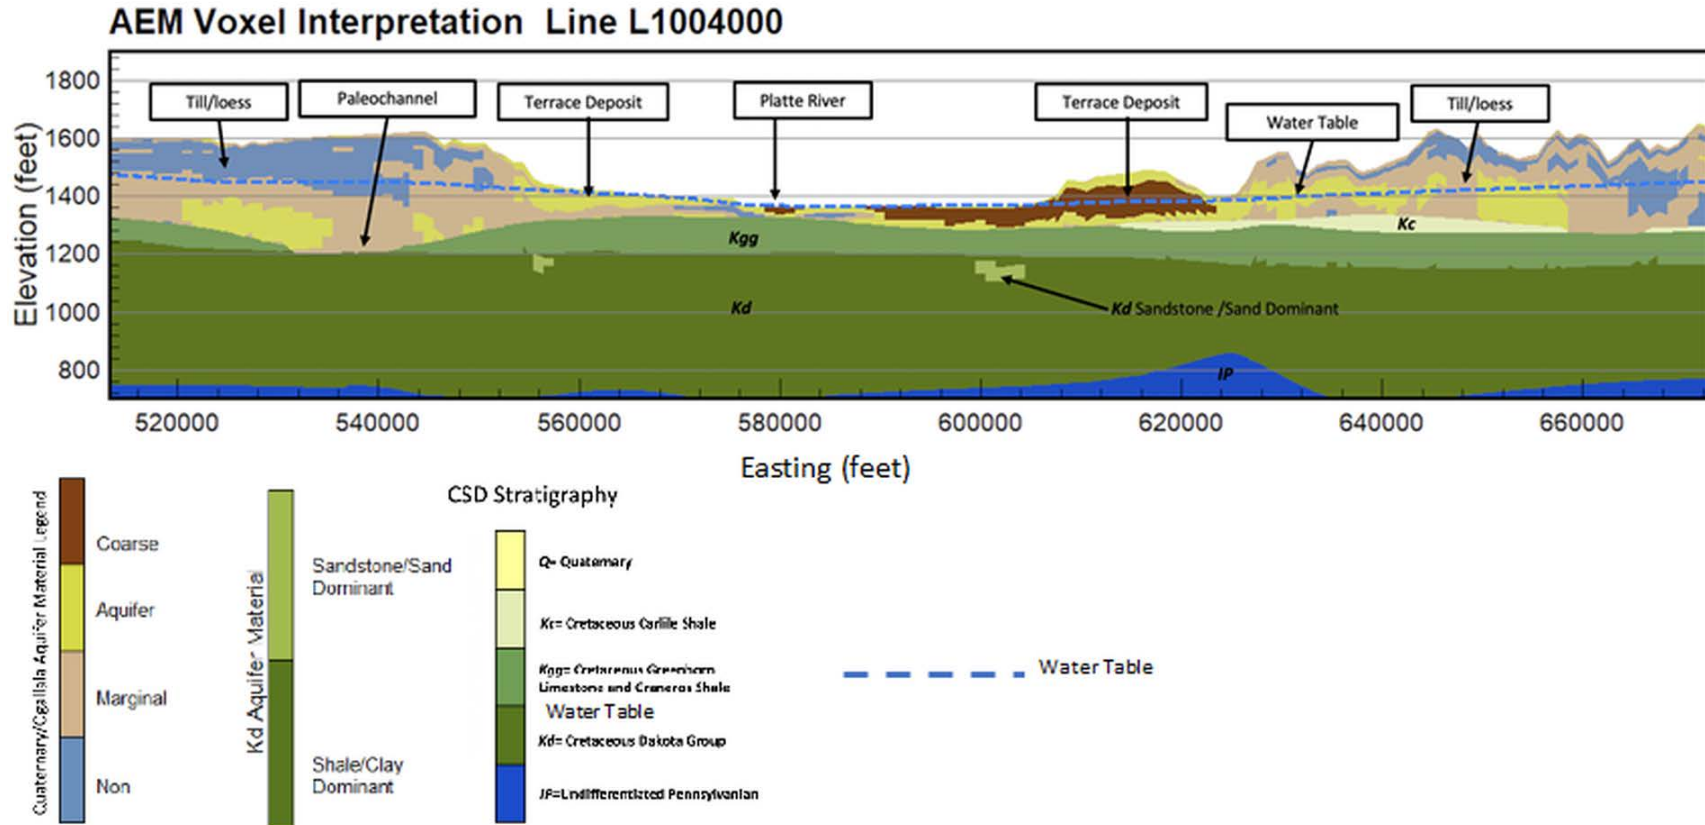 AEM Voxel Interpretation Line L1004000
Elevation (feet)
1800
1600
1400
1200
1000
800
Till/loess
Paleochannel
Terrace Deposit
Platte River
Terrace Deposit
Water Table
Till/loess
Kgg
Kc
Kd
Kd Sandstone /Sand Dominant
IP
520000
540000
560000
580000
600000
620000
640000
660000
Easting (feet)
Quaternary/Ogallala Aquifer Material Legend
Coarse
Aquifer
Marginal
Non
Kd Aquifer Material
Sandstone/Sand
Dominant
Shale/Clay
Dominant
CSD Stratigraphy
Q= Quaternary
Kc= Cretaceous Carlile Shale
Kgg= Cretaceous Greenhorn
Limestone and Graneros Shale
Water Table
Kd= Cretaceous Dakota Group
IP=Undifferentiated Pennsylvanian
Water Table